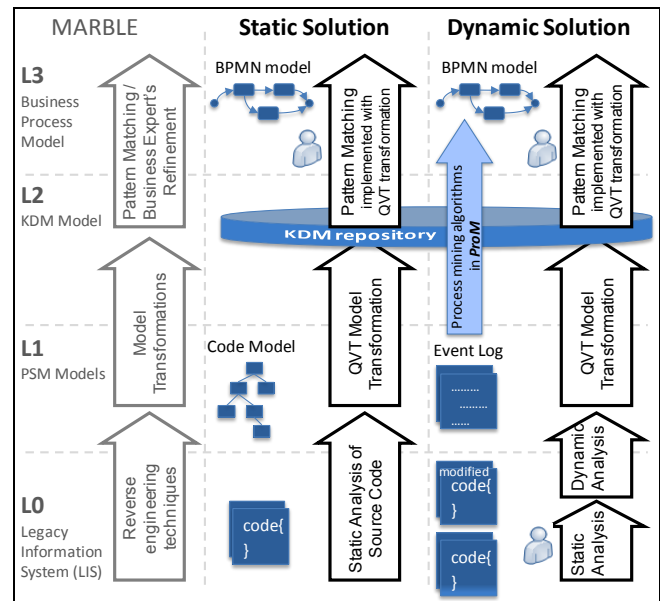 MARBLE
Static Solution
Dynamic Solution
L3
Business
Process
Model
Pattern Matching /
Business Expert's
Refinement
BPMN model
Pattern Matching
implemented with
QVT transformation
BPMN model
Pattern Matching
implemented with
QVT transformation
L2
KDM Model
KDM repository
Process mining algorithms
in ProM
L1
PSM Models
Model
Transformations
Code Model
QVT Model
Transformation
Event Log
.........
.........
......
QVT Model
Transformation
L0
Legacy
Information
System (LIS)
Reverse
engineering
techniques
code{
}
Static Analysis of
Source Code
modified
code{
}
code{
}
Dynamic
Analysis
Static
Analysis